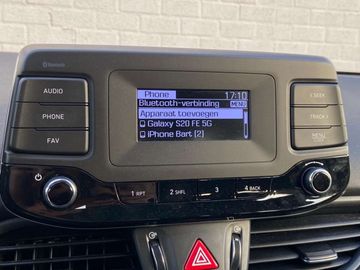 Bluetooth
AUDIO
PHONE
FAV
Phone 17:10
Bluetooth-verbinding MENU
Apparaat toevoegen
Galaxy S20 FE 5G
iPhone Bart (2)
SEEK
TRACK
MENU
1 RPT
2 SHFL
3
4 BACK